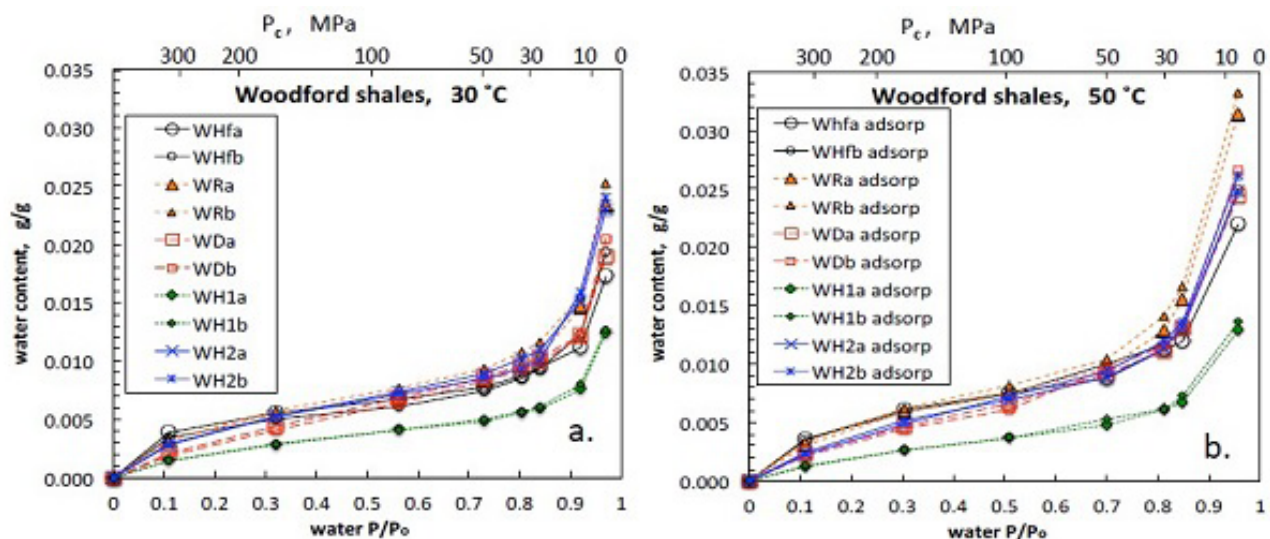 P_c , MPa
300 200 100 50 30 10 0
Woodford shales, 30 ˚C
0.035
0.030
0.025
0.020
0.015
0.010
0.005
0.000
water content, g/g
WHfa
WHfb
WRa
WRb
WDa
WDb
WH1a
WH1b
WH2a
WH2b
a.
0 0.1 0.2 0.3 0.4 0.5 0.6 0.7 0.8 0.9 1
water P/Po
P_c , MPa
300 200 100 50 30 10 0
Woodford shales, 50 ˚C
0.035
0.030
0.025
0.020
0.015
0.010
0.005
0.000
water content, g/g
Whfa adsorp
WHfb adsorp
WRa adsorp
WRb adsorp
WDa adsorp
WDb adsorp
WH1a adsorp
WH1b adsorp
WH2a adsorp
WH2b adsorp
b.
0 0.1 0.2 0.3 0.4 0.5 0.6 0.7 0.8 0.9 1
water P/Po